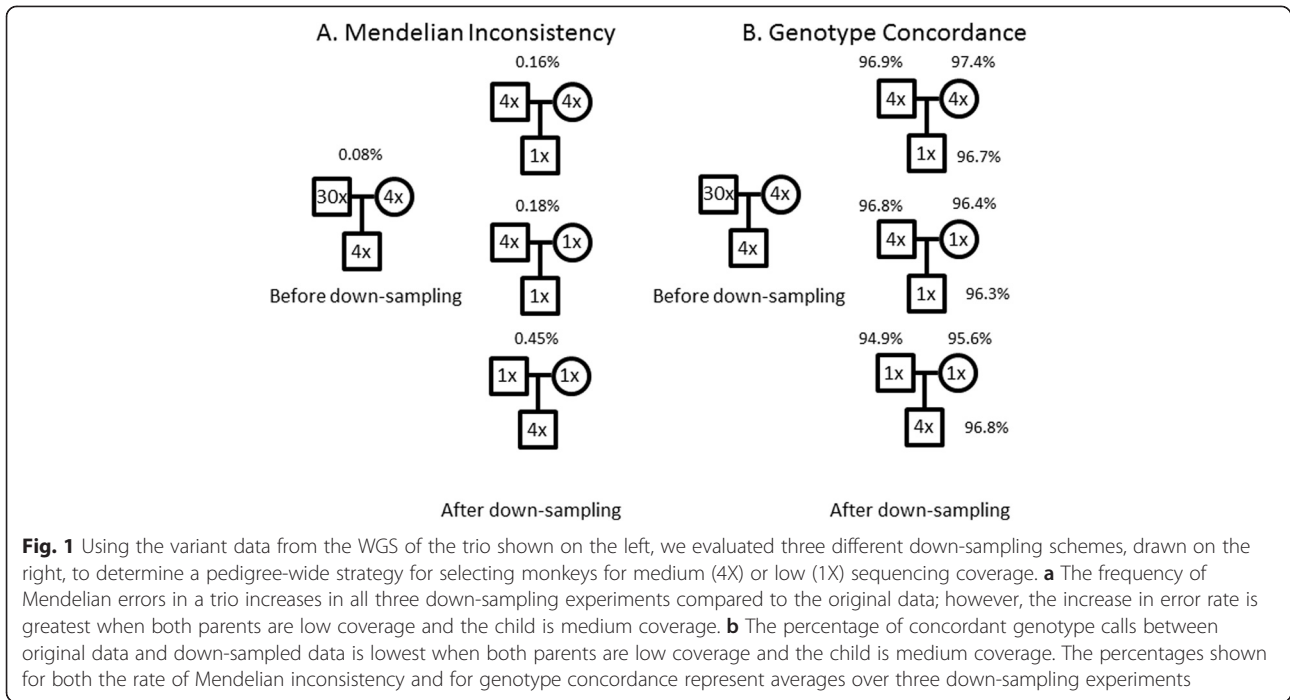 A. Mendelian Inconsistency
0.16%
4x 4x
1x
0.08%
30x 4x
4x
Before down-sampling
0.18%
4x 1x
1x
0.45%
1x 1x
4x
After down-sampling
B. Genotype Concordance
96.9% 97.4%
4x 4x
1x 96.7%
30x 4x
4x
Before down-sampling
96.8% 96.4%
4x 1x
1x 96.3%
94.9% 95.6%
1x 1x
4x 96.8%
After down-sampling
Fig. 1 Using the variant data from the WGS of the trio shown on the left, we evaluated three different down-sampling schemes, drawn on the
right, to determine a pedigree-wide strategy for selecting monkeys for medium (4X) or low (1X) sequencing coverage. a The frequency of
Mendelian errors in a trio increases in all three down-sampling experiments compared to the original data; however, the increase in error rate is
greatest when both parents are low coverage and the child is medium coverage. b The percentage of concordant genotype calls between
original data and down-sampled data is lowest when both parents are low coverage and the child is medium coverage. The percentages shown
for both the rate of Mendelian inconsistency and for genotype concordance represent averages over three down-sampling experiments